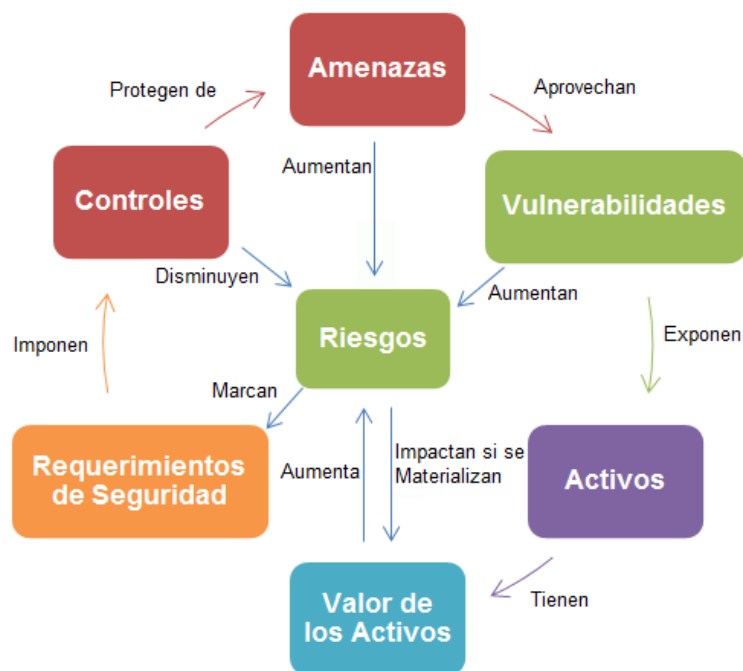 Amenazas
Protegen de
Aprovechan
Aumentan
Controles
Vulnerabilidades
Disminuyen
Aumentan
Riesgos
Imponen
Exponen
Marcan
Requerimientos
de Seguridad
Aumenta
Impactan si se
Materializan
Activos
Valor de
los Activos
Tienen